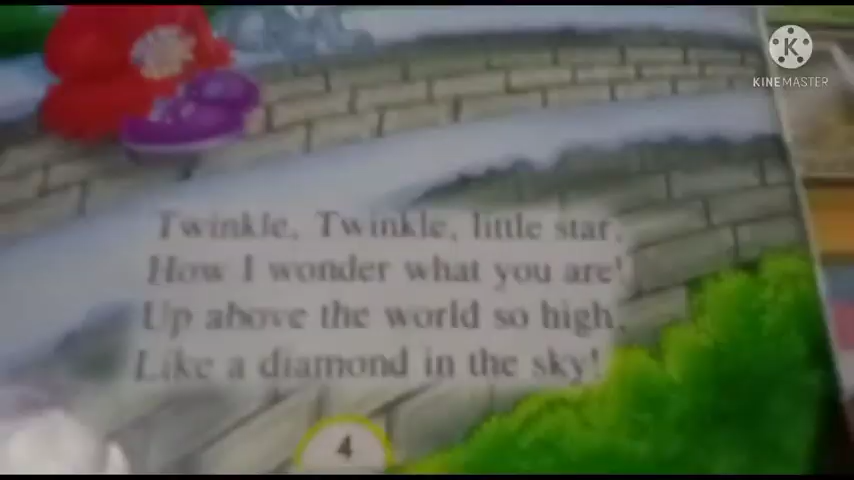 K
KINEMASTER
Twinkle, Twinkle, little star,
How I wonder what you are!
Up above the world so high,
Like a diamond in the sky!
4